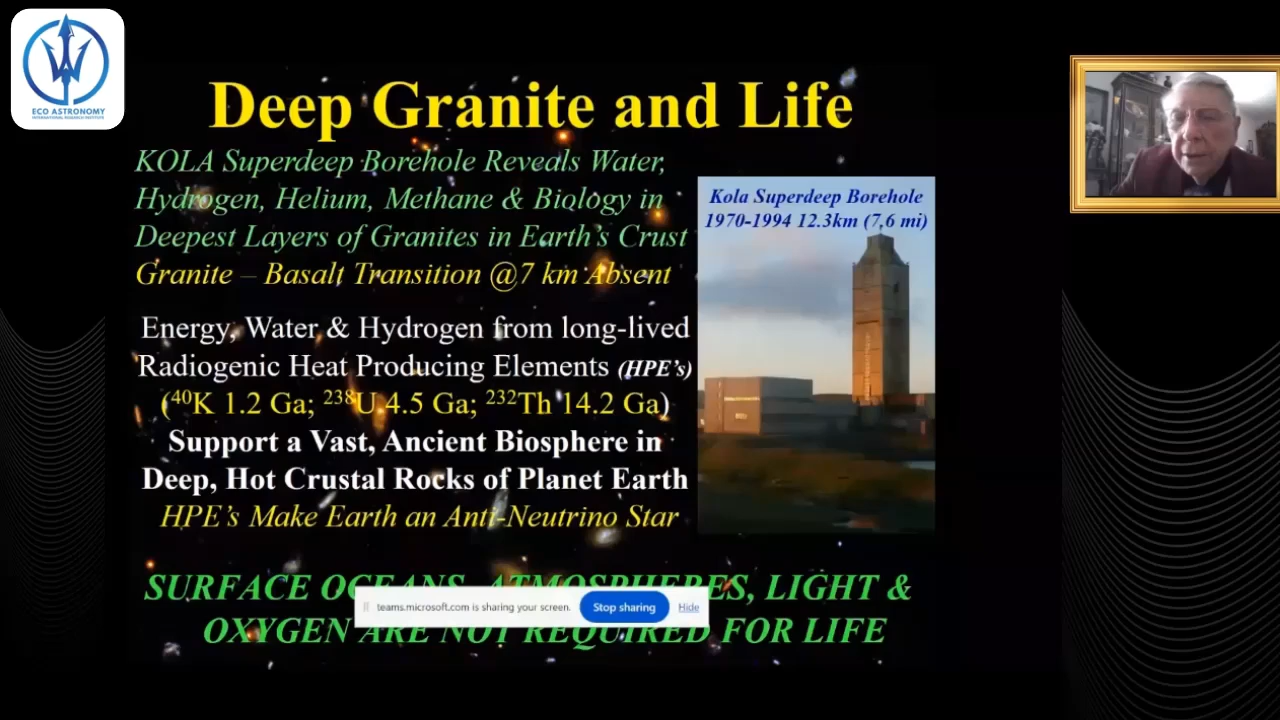 ECO ASTRONOMY
Deep Granite and Life
KOLA Superdeep Borehole Reveals Water,
Hydrogen, Helium, Methane & Biology in
Deepest Layers of Granites in Earth's Crust
Granite – Basalt Transition @7 km Absent
Kola Superdeep Borehole
1970-1994 12.3km (7,6 mi)
Energy, Water & Hydrogen from long-lived
Radiogenic Heat Producing Elements (HPE's)
(⁴⁰K 1.2 Ga; ²³⁸U 4.5 Ga; ²³²Th 14.2 Ga)
Support a Vast, Ancient Biosphere in
Deep, Hot Crustal Rocks of Planet Earth
HPE's Make Earth an Anti-Neutrino Star
SURFACE OCEANS, ATMOSPHERES, LIGHT &
teams.microsoft.com is sharing your screen. Stop sharing Hide
OXYGEN ARE NOT REQUIRED FOR LIFE